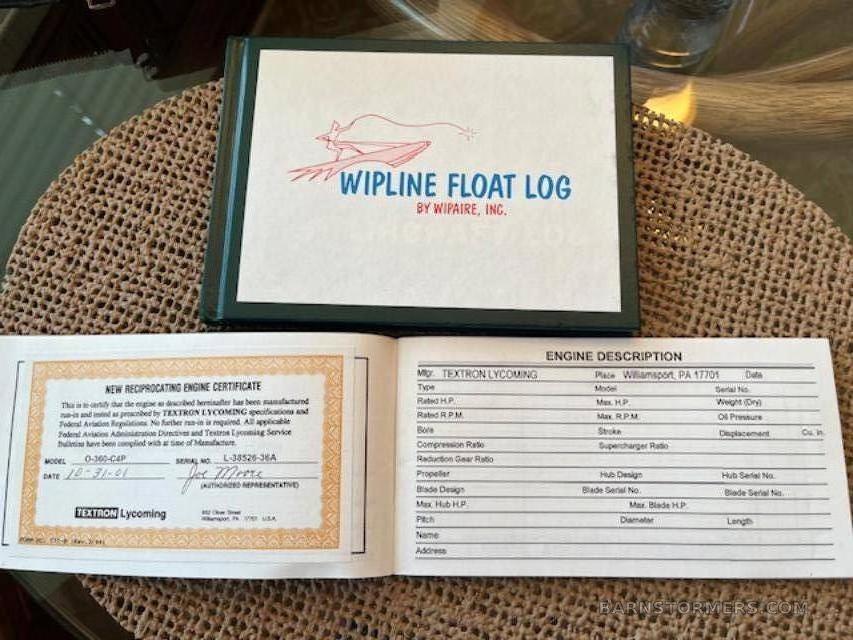 WIPLINE FLOAT LOG
BY WIPAIRE, INC.
NEW RECIPROCATING ENGINE CERTIFICATE
This is to certify that the engine as described hereinafter has been manufactured
run-in and tested as prescribed by TEXTRON LYCOMING specifications and
Federal Aviation Regulations. No further run-in is required. All applicable
Federal Aviation Administration Directives and Textron Lycoming Service
Bulletins have been complied with at time of Manufacture.
MODEL O-360-C4P SERIAL NO. L-38526-36A
DATE 10-31-01 Joe Moore
(AUTHORIZED REPRESENTATIVE)
TEXTRON Lycoming
652 Oliver Street
Williamsport, PA 17701 U.S.A.
ENGINE DESCRIPTION
Mfgr. TEXTRON LYCOMING Place Williamsport, PA 17701 Date
Type Model Serial No.
Rated H.P. Max. H.P. Weight (Dry)
Rated R.P.M. Max. R.P.M. Oil Pressure
Bore Stroke Displacement Cu. in.
Compression Ratio Supercharger Ratio
Reduction Gear Ratio
Propeller Hub Design Hub Serial No.
Blade Design Blade Serial No. Blade Serial No.
Max. Hub H.P. Max. Blade H.P.
Pitch Diameter Length
Name
Address
BARNSTORMERS.COM